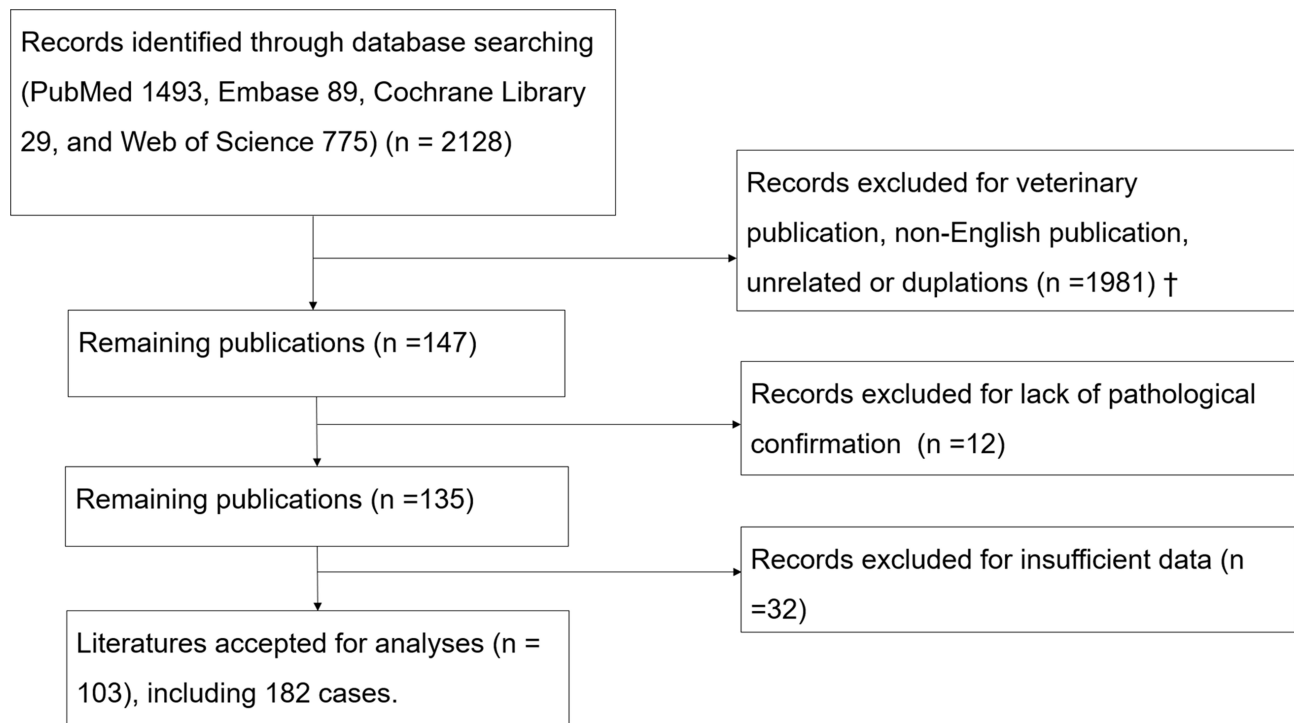 Records identified through database searching
(PubMed 1493, Embase 89, Cochrane Library
29, and Web of Science 775) (n = 2128)
Records excluded for veterinary
publication, non-English publication,
unrelated or duplations (n =1981) †
Remaining publications (n =147)
Records excluded for lack of pathological
confirmation (n =12)
Remaining publications (n =135)
Records excluded for insufficient data (n
=32)
Literatures accepted for analyses (n =
103), including 182 cases.